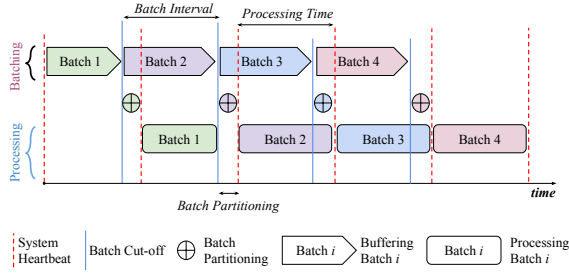 Batch Interval
Processing Time
Batching
Batch 1
Batch 2
Batch 3
Batch 4
Processing
Batch 1
Batch 2
Batch 3
Batch 4
time
Batch Partitioning
System
Heartbeat
Batch Cut-off
Batch
Partitioning
Batch i
Buffering
Batch i
Batch i
Processing
Batch i